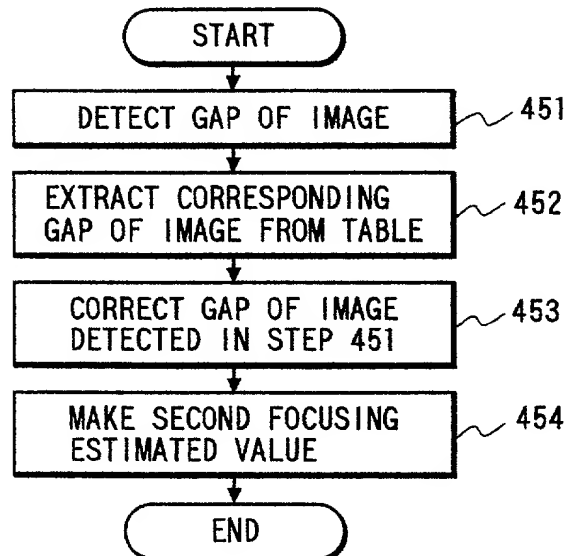 START
DETECT GAP OF IMAGE
451
EXTRACT CORRESPONDING
GAP OF IMAGE FROM TABLE
452
CORRECT GAP OF IMAGE
DETECTED IN STEP 451
453
MAKE SECOND FOCUSING
ESTIMATED VALUE
454
END